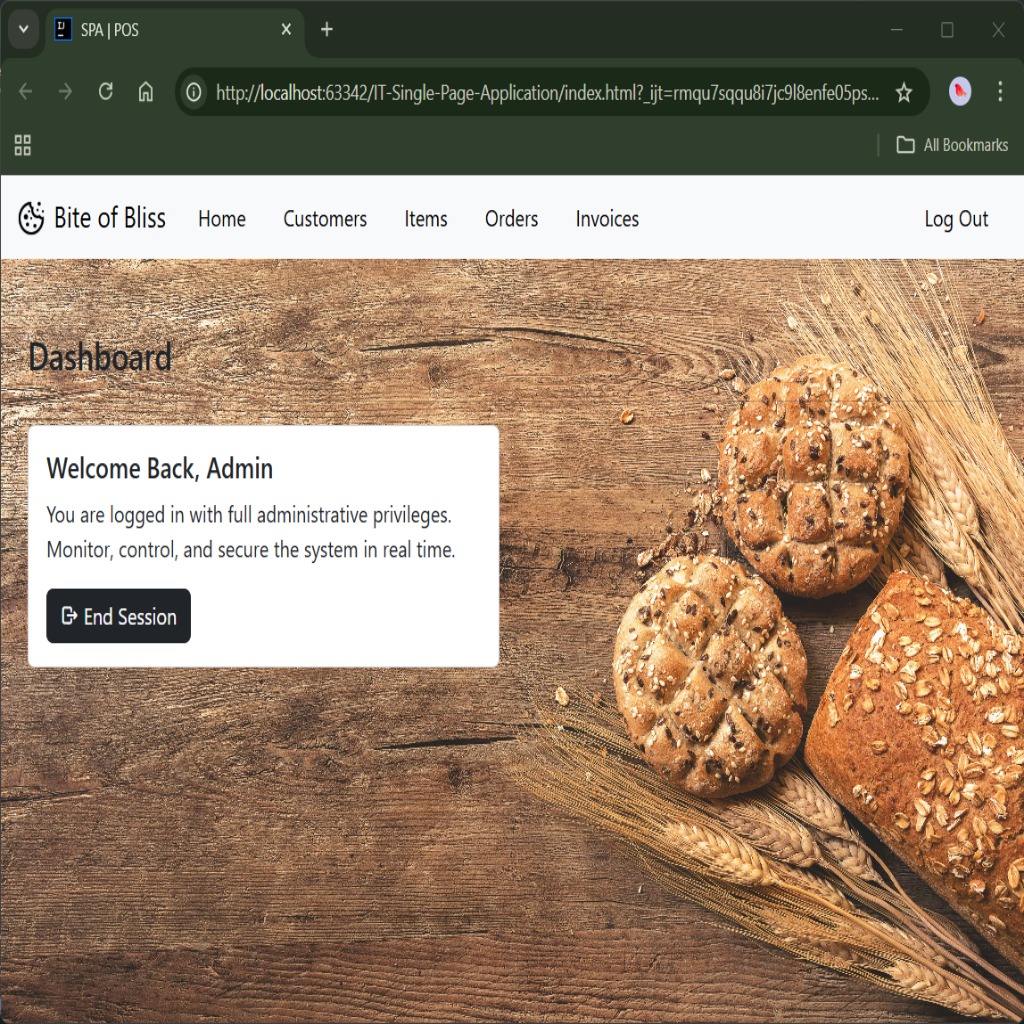 SPA | POS
http://localhost:63342/IT-Single-Page-Application/index.html?_ijt=rmqu7sqqu8i7jc9l8enfe05ps...
All Bookmarks
Bite of Bliss Home Customers Items Orders Invoices Log Out
Dashboard
Welcome Back, Admin
You are logged in with full administrative privileges.
Monitor, control, and secure the system in real time.
End Session